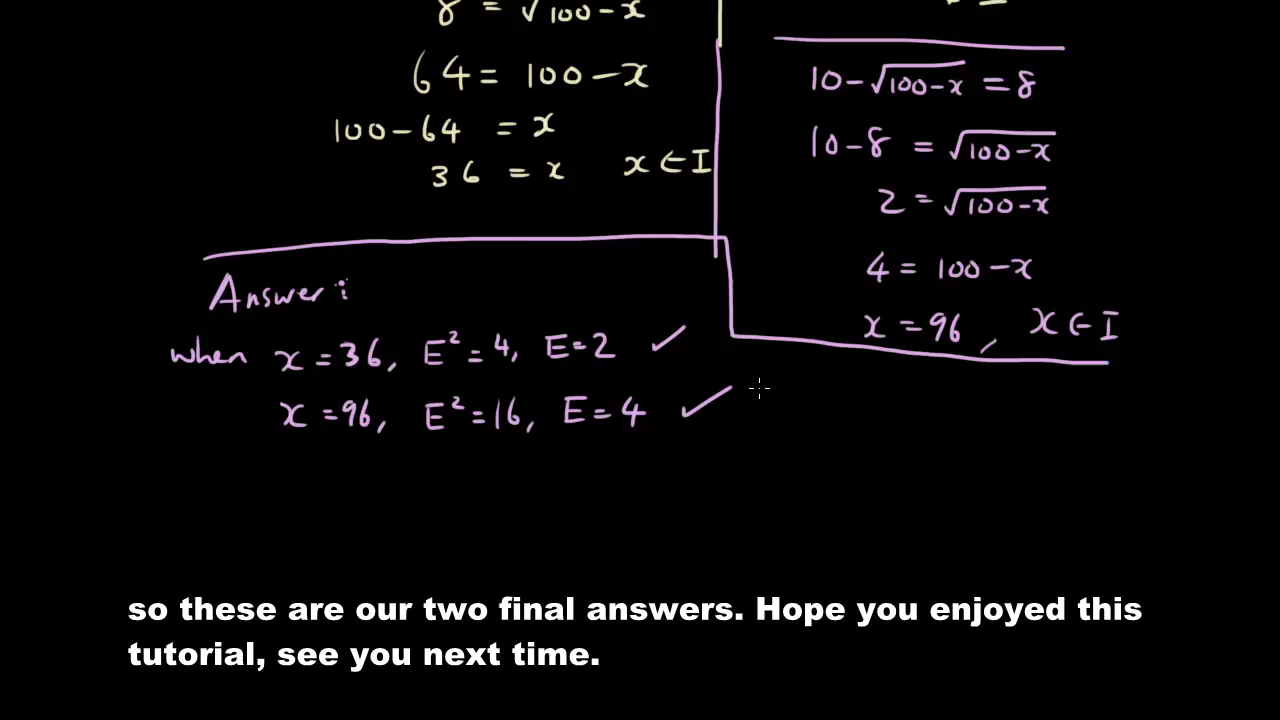 8 = √100-x
64 = 100-x
100-64 = x
36 = x x∈I
10-√100-x = 8
10-8 = √100-x
2 = √100-x
4 = 100-x
x = 96, x∈I
Answer:
when x = 36, E² = 4, E = 2 ✓
x = 96, E² = 16, E = 4 ✓
so these are our two final answers. Hope you enjoyed this
tutorial, see you next time.